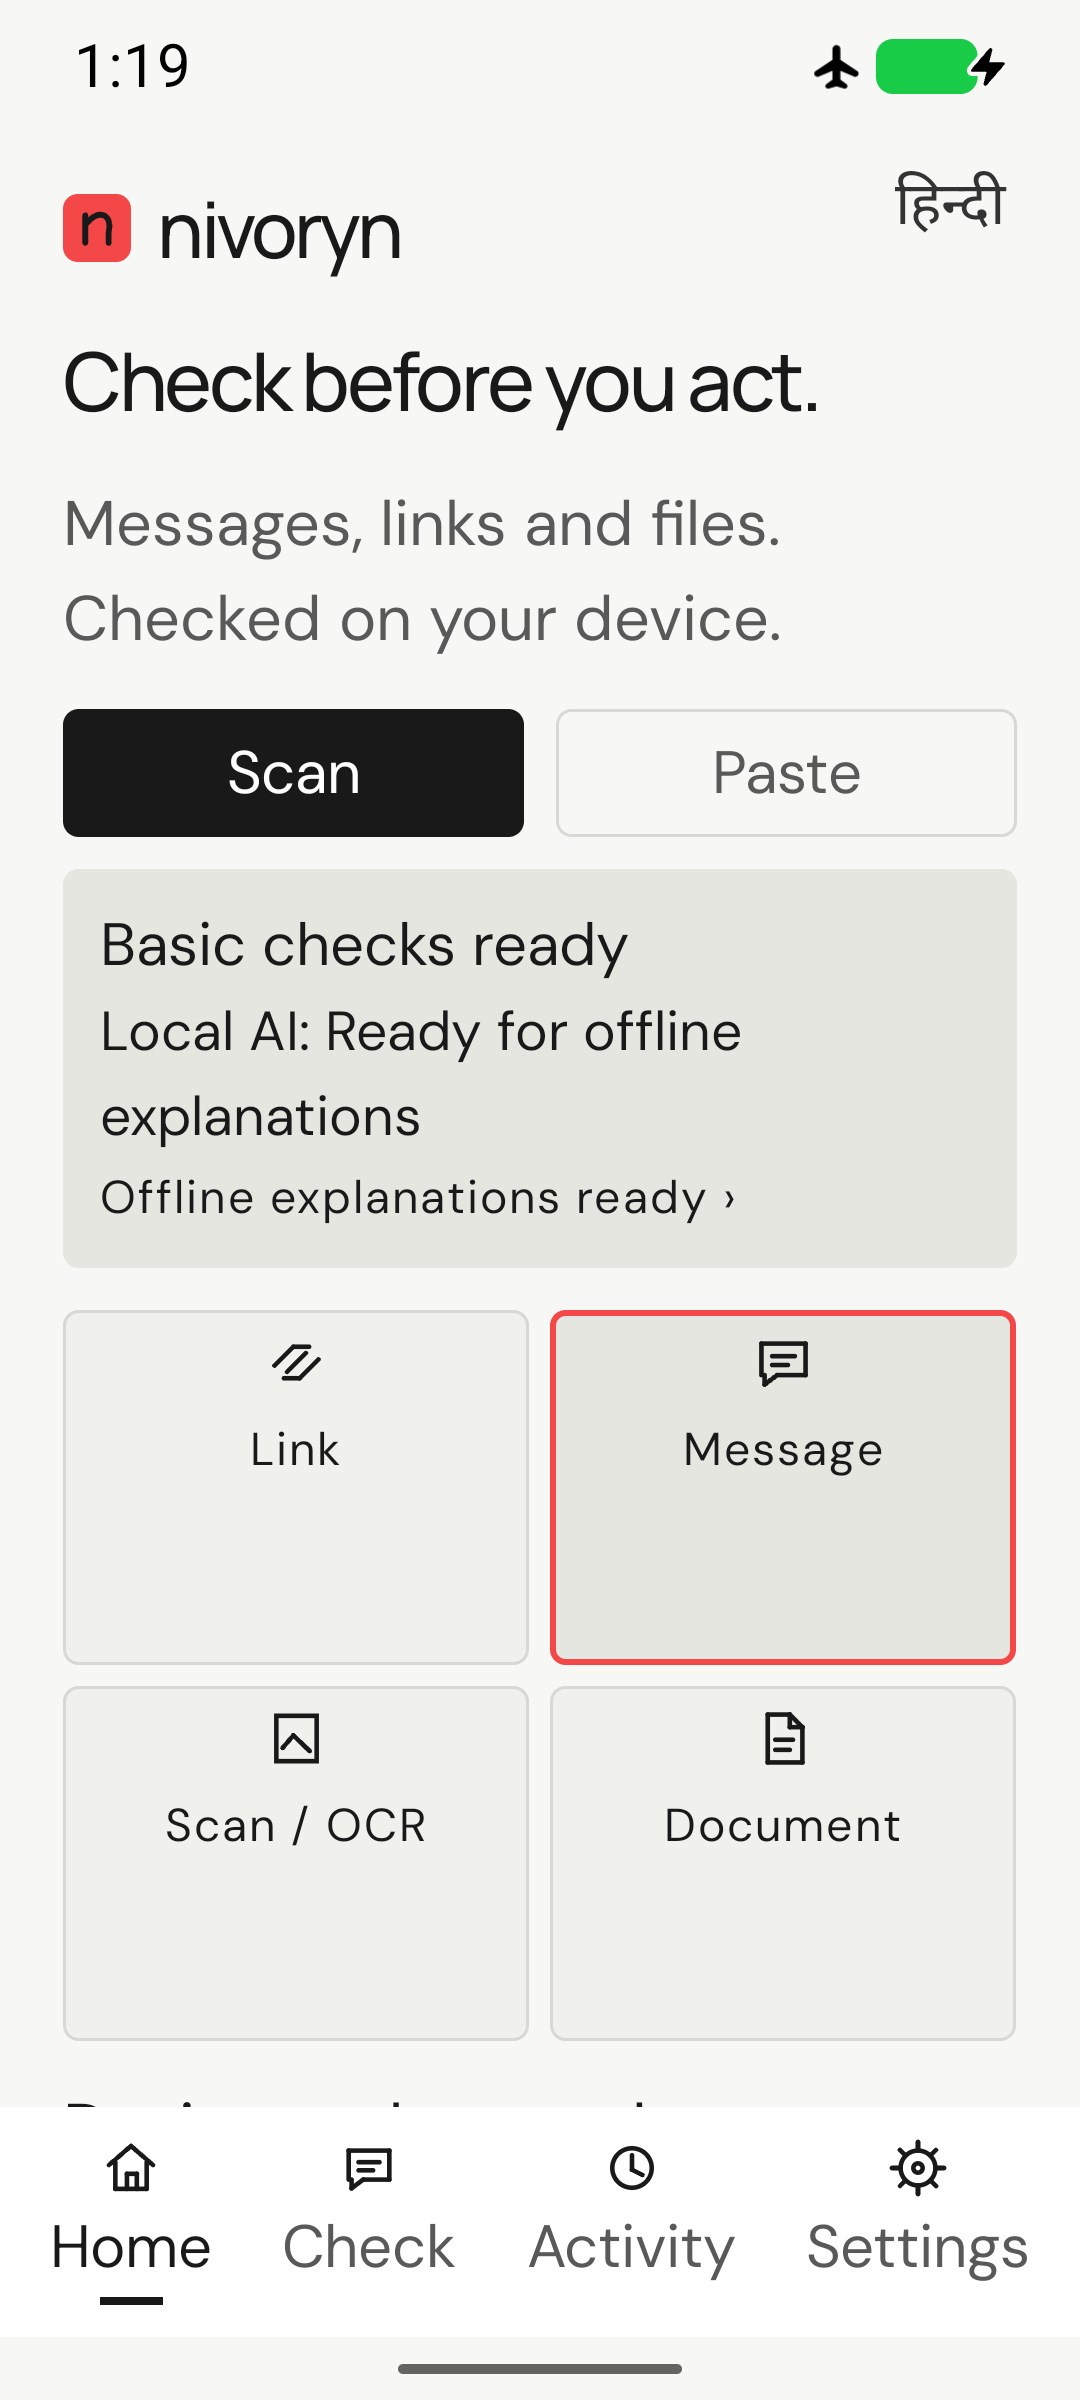 1:19
n nivoryn
हिन्दी
Check before you act.
Messages, links and files.
Checked on your device.
Scan
Paste
Basic checks ready
Local AI: Ready for offline
explanations
Offline explanations ready ›
Link
Message
Scan / OCR
Document
Home
Check
Activity
Settings